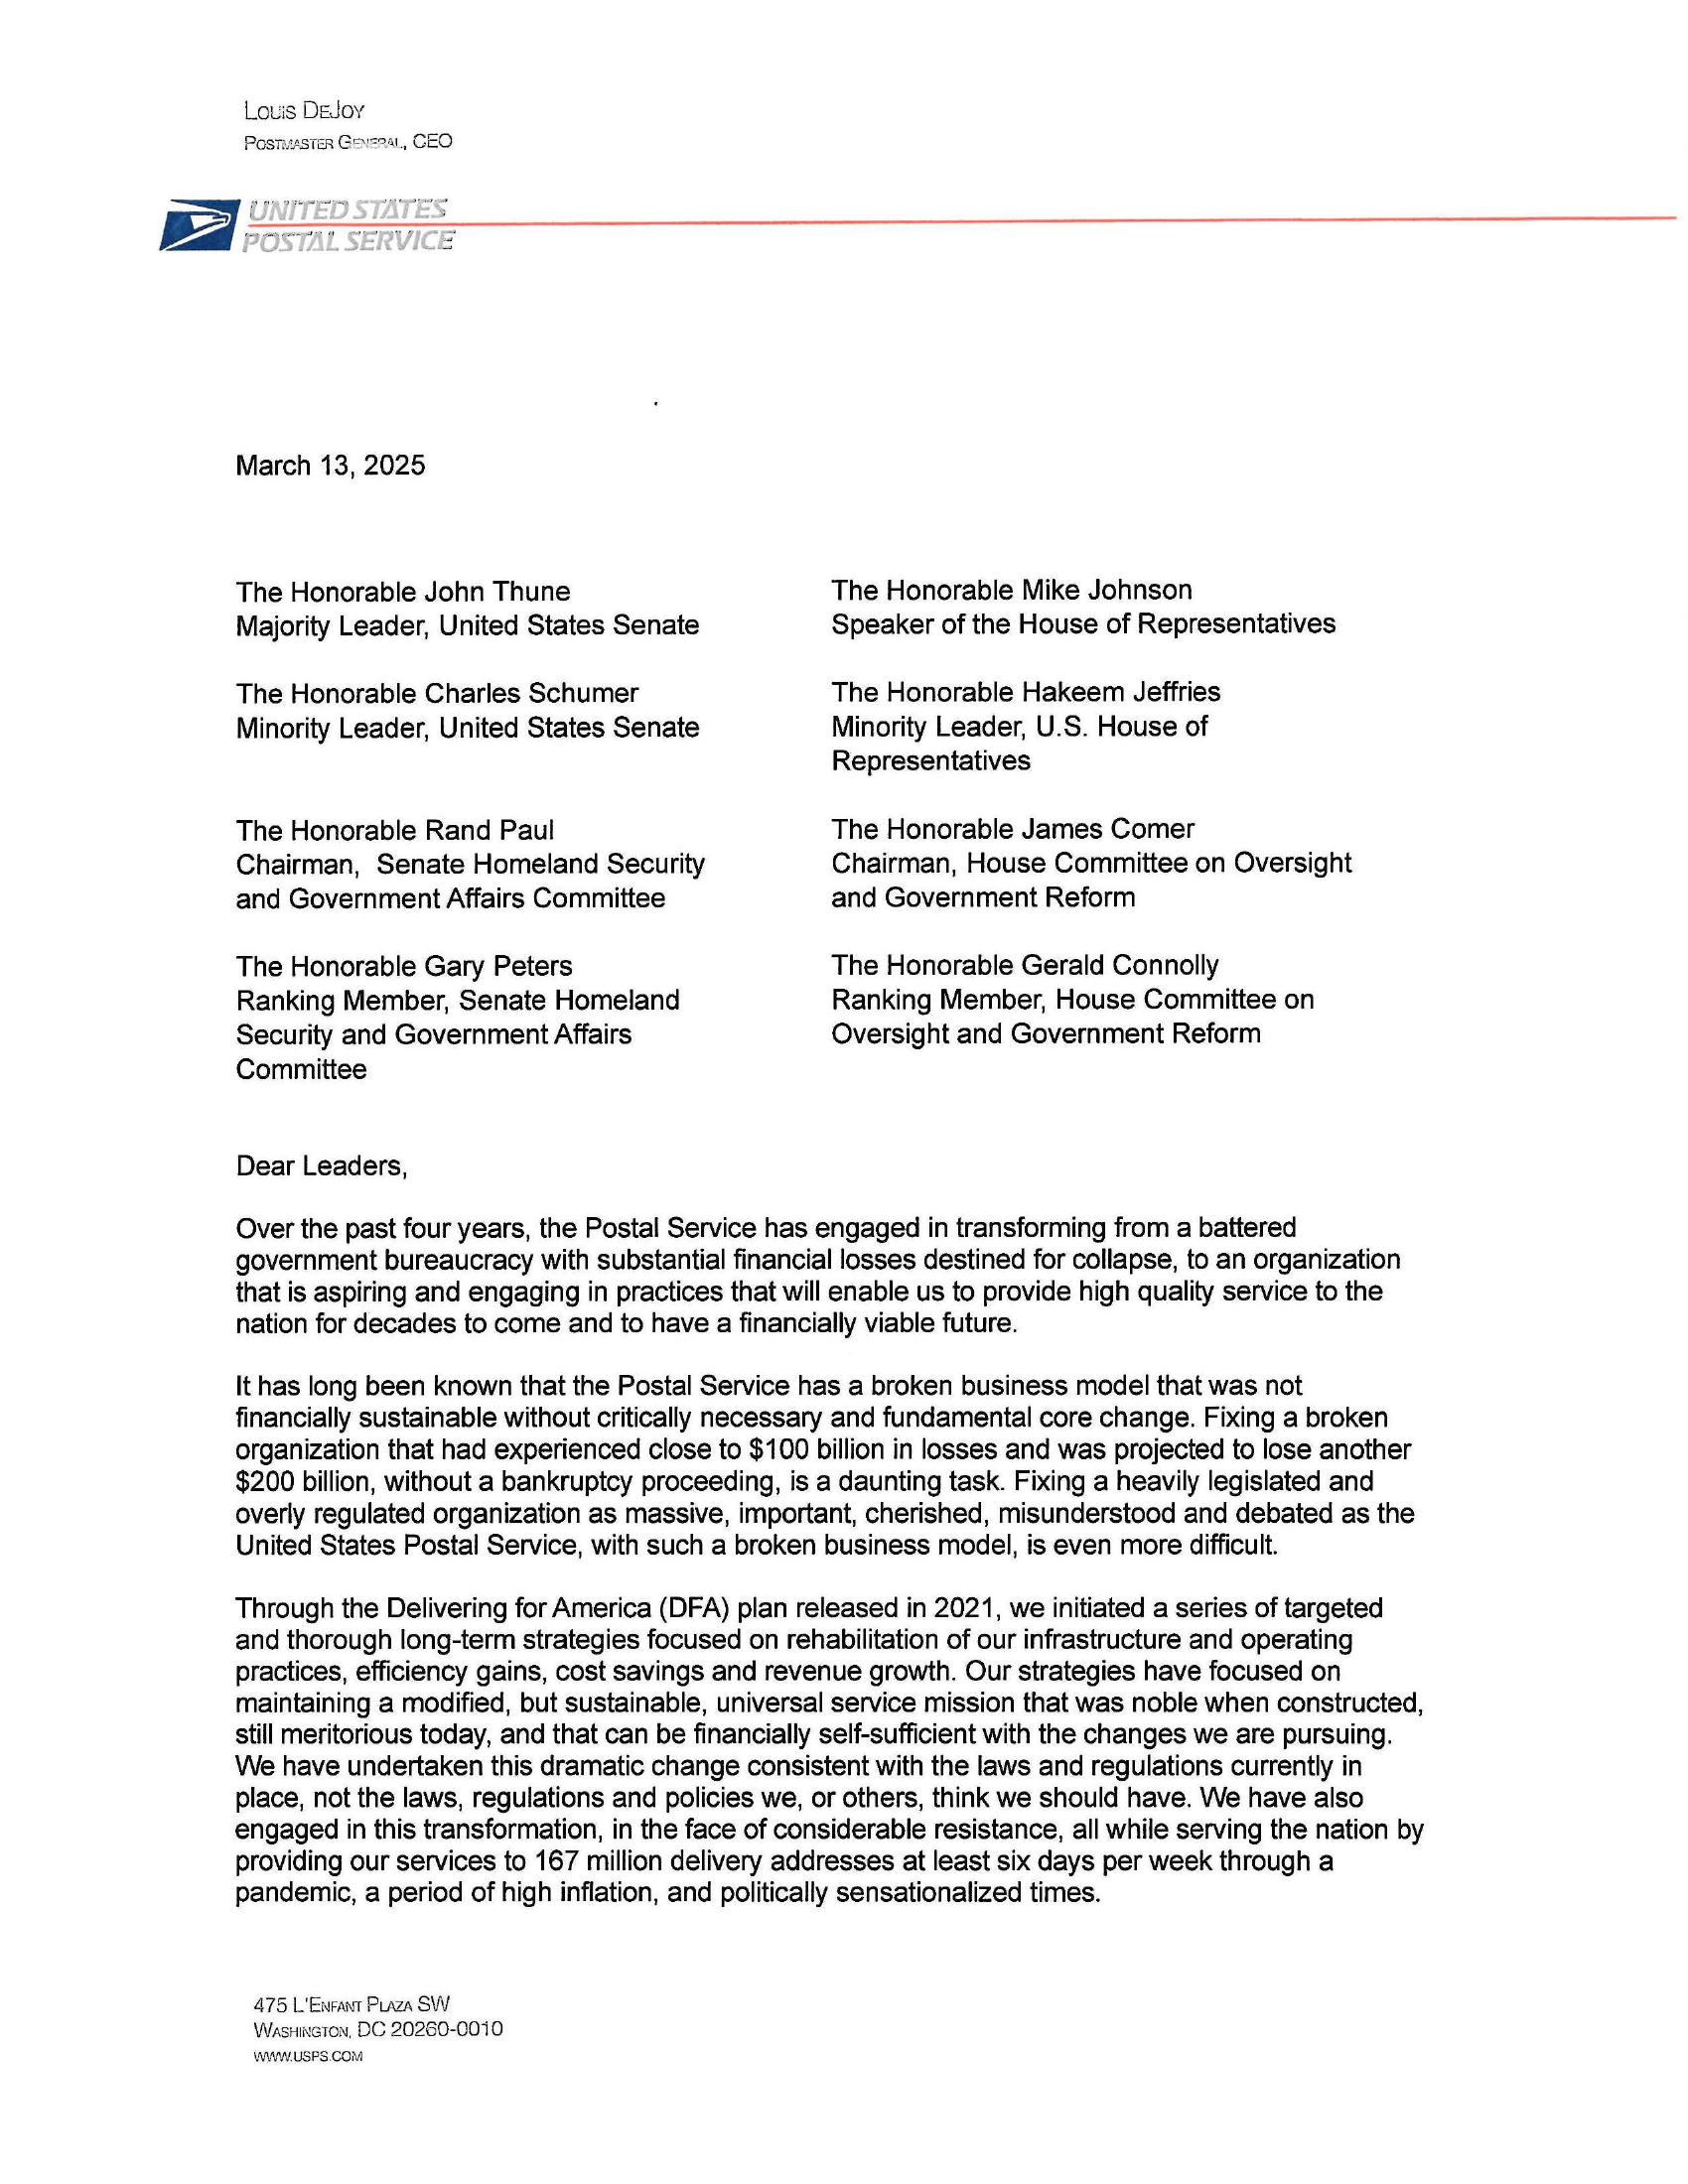 Louis DeJoy
Postmaster General, CEO
UNITED STATES
POSTAL SERVICE
March 13, 2025
The Honorable John Thune
Majority Leader, United States Senate
The Honorable Mike Johnson
Speaker of the House of Representatives
The Honorable Charles Schumer
Minority Leader, United States Senate
The Honorable Hakeem Jeffries
Minority Leader, U.S. House of
Representatives
The Honorable Rand Paul
Chairman, Senate Homeland Security
and Government Affairs Committee
The Honorable James Comer
Chairman, House Committee on Oversight
and Government Reform
The Honorable Gary Peters
Ranking Member, Senate Homeland
Security and Government Affairs
Committee
The Honorable Gerald Connolly
Ranking Member, House Committee on
Oversight and Government Reform
Dear Leaders,
Over the past four years, the Postal Service has engaged in transforming from a battered
government bureaucracy with substantial financial losses destined for collapse, to an organization
that is aspiring and engaging in practices that will enable us to provide high quality service to the
nation for decades to come and to have a financially viable future.
It has long been known that the Postal Service has a broken business model that was not
financially sustainable without critically necessary and fundamental core change. Fixing a broken
organization that had experienced close to $100 billion in losses and was projected to lose another
$200 billion, without a bankruptcy proceeding, is a daunting task. Fixing a heavily legislated and
overly regulated organization as massive, important, cherished, misunderstood and debated as the
United States Postal Service, with such a broken business model, is even more difficult.
Through the Delivering for America (DFA) plan released in 2021, we initiated a series of targeted
and thorough long-term strategies focused on rehabilitation of our infrastructure and operating
practices, efficiency gains, cost savings and revenue growth. Our strategies have focused on
maintaining a modified, but sustainable, universal service mission that was noble when constructed,
still meritorious today, and that can be financially self-sufficient with the changes we are pursuing.
We have undertaken this dramatic change consistent with the laws and regulations currently in
place, not the laws, regulations and policies we, or others, think we should have. We have also
engaged in this transformation, in the face of considerable resistance, all while serving the nation by
providing our services to 167 million delivery addresses at least six days per week through a
pandemic, a period of high inflation, and politically sensationalized times.
475 L'Enfant Plaza SW
Washington, DC 20260-0010
www.usps.com